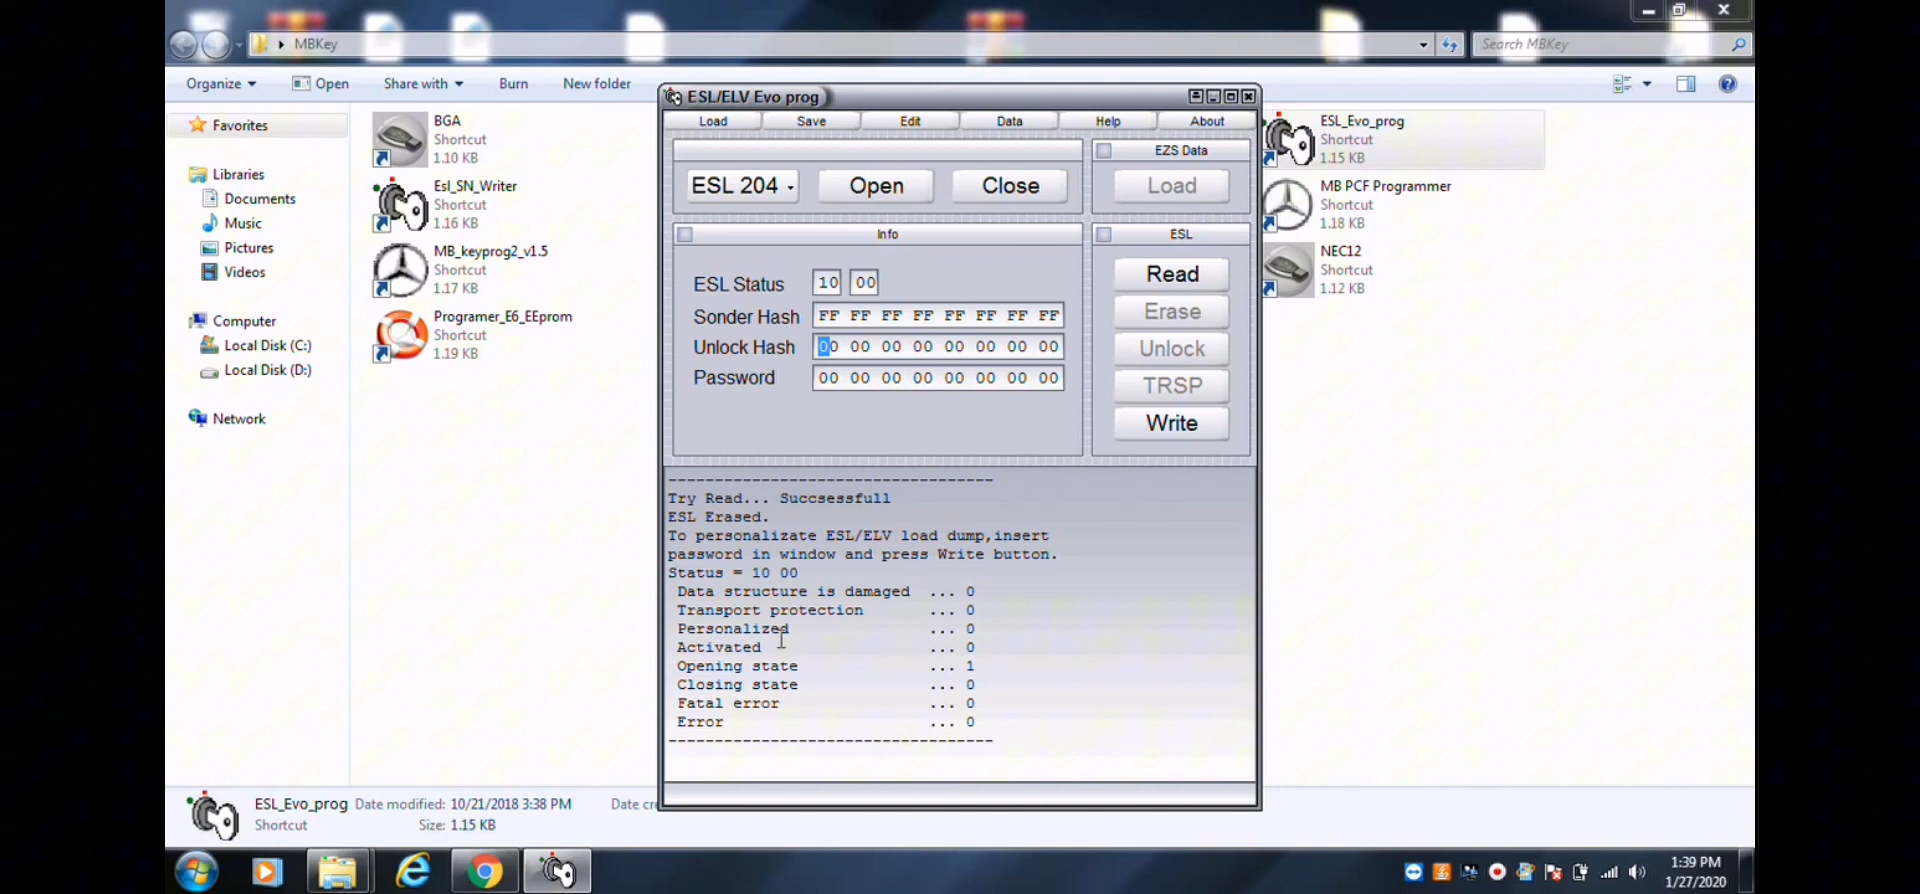 MBKey
Search MBKey
Organize
Open
Share with
Burn
New folder
Favorites
Libraries
Documents
Music
Pictures
Videos
Computer
Local Disk (C:)
Local Disk (D:)
Network
BGA
Shortcut
1.10 KB
Esl_SN_Writer
Shortcut
1.16 KB
MB_keyprog2_v1.5
Shortcut
1.17 KB
Programer_E6_EEprom
Shortcut
1.19 KB
ESL/ELV Evo prog
Load Save Edit Data Help About
ESL 204 Open Close
EZS Data
Load
Info
ESL Status 10 00
Sonder Hash FF FF FF FF FF FF FF FF
Unlock Hash 00 00 00 00 00 00 00 00
Password 00 00 00 00 00 00 00 00
ESL
Read
Erase
Unlock
TRSP
Write
-----------------------------------
Try Read... Succsessfull
ESL Erased.
To personalizate ESL/ELV load dump,insert
password in window and press Write button.
Status = 10 00
Data structure is damaged ... 0
Transport protection ... 0
Personalized ... 0
Activated ... 0
Opening state ... 1
Closing state ... 0
Fatal error ... 0
Error ... 0
-----------------------------------
ESL_Evo_prog
Shortcut
1.15 KB
MB PCF Programmer
Shortcut
1.18 KB
NEC12
Shortcut
1.12 KB
ESL_Evo_prog Date modified: 10/21/2018 3:38 PM Date cre
Shortcut Size: 1.15 KB
1:39 PM
1/27/2020